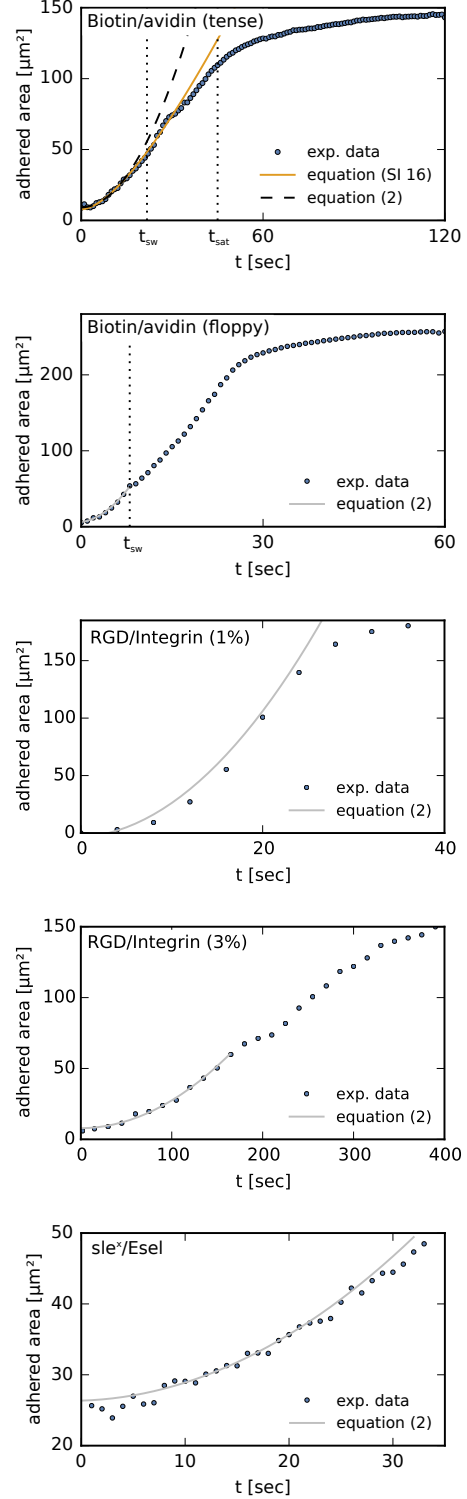 Biotin/avidin (tense)
150
100
50
0
adhered area [µm²]
exp. data
equation (SI 16)
equation (2)
0 t_sw t_sat 60 120
t [sec]
Biotin/avidin (floppy)
200
100
0
adhered area [µm²]
exp. data
equation (2)
0 t_sw 30 60
t [sec]
RGD/Integrin (1%)
150
100
50
0
adhered area [µm²]
exp. data
equation (2)
0 20 40
t [sec]
RGD/Integrin (3%)
150
100
50
0
adhered area [µm²]
exp. data
equation (2)
0 100 200 300 400
t [sec]
sleˣ/Esel
50
40
30
20
adhered area [µm²]
exp. data
equation (2)
0 10 20 30
t [sec]